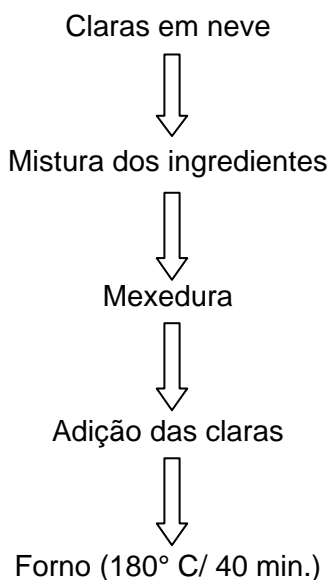 Claras em neve
Mistura dos ingredientes
Mexedura
Adição das claras
Forno (180° C/ 40 min.)